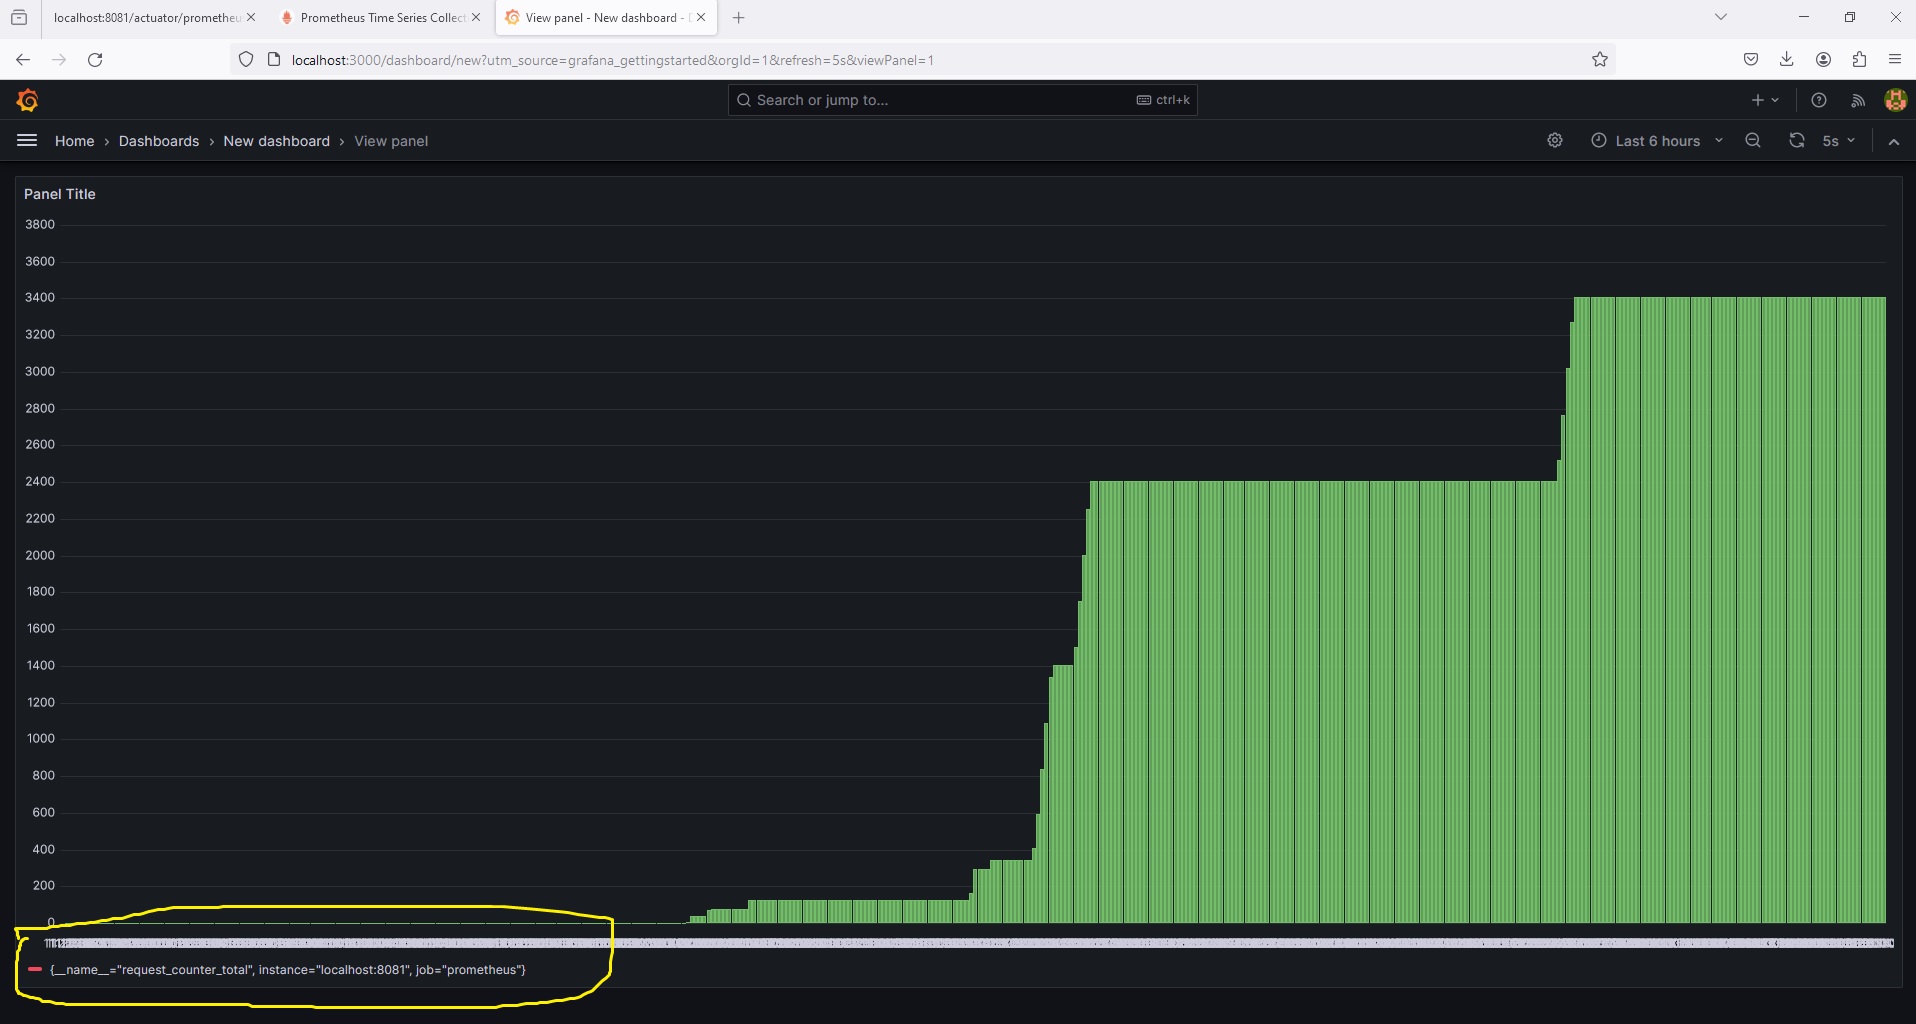 localhost:8081/actuator/prometheu
Prometheus Time Series Collect
View panel - New dashboard -
localhost:3000/dashboard/new?utm_source=grafana_gettingstarted&orgId=1&refresh=5s&viewPanel=1
Search or jump to...
ctrl+k
Home › Dashboards › New dashboard › View panel
Last 6 hours
5s
Panel Title
3800
3600
3400
3200
3000
2800
2600
2400
2200
2000
1800
1600
1400
1200
1000
800
600
400
200
0
{__name__="request_counter_total", instance="localhost:8081", job="prometheus"}